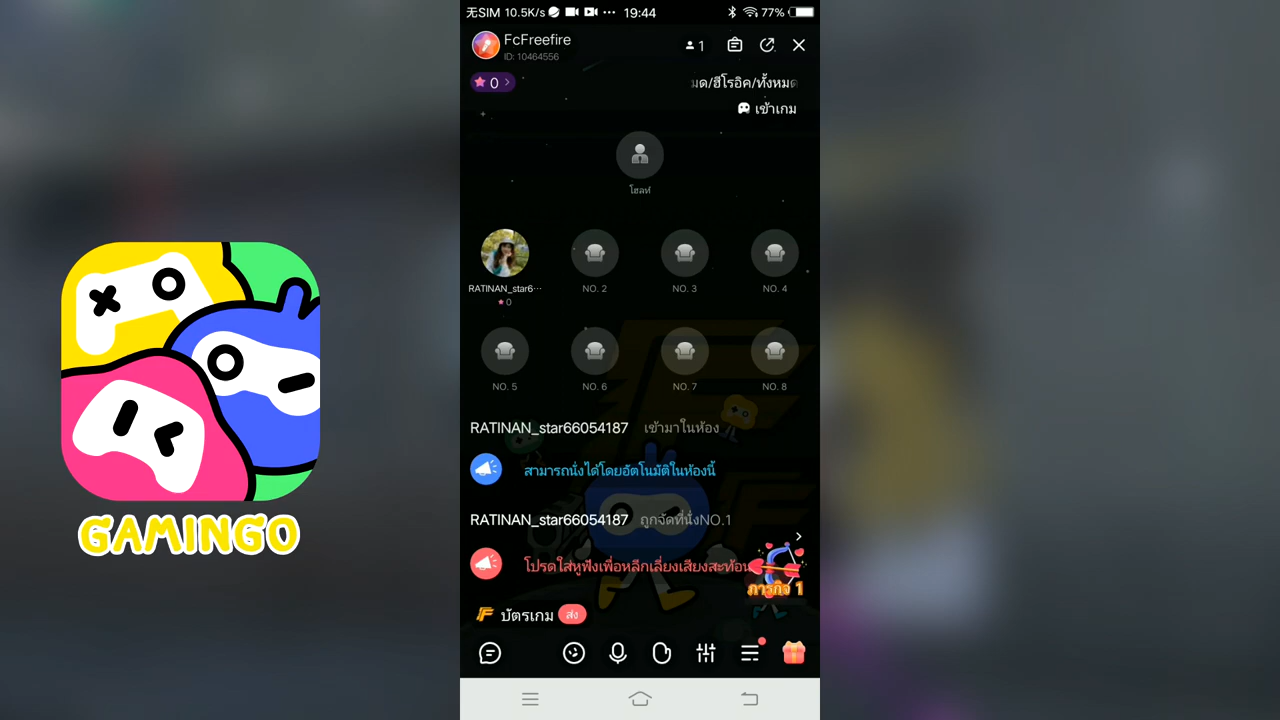 无SIM 10.5K/s 19:44 77%
FcFreefire
ID: 10464556
1
0
มด/ฮีโรอิค/ทั้งหมด
เข้าเกม
โฮลท์
RATINAN_star6···
0
NO. 2
NO. 3
NO. 4
NO. 5
NO. 6
NO. 7
NO. 8
RATINAN_star66054187 เข้ามาในห้อง
สามารถนั่งได้โดยอัตโนมัติในห้องนี้
RATINAN_star66054187 ถูกจัดที่นั่งNO.1
โปรดใส่หูฟังเพื่อหลีกเลี่ยงเสียงสะท้อน
ภารกิจ 1
บัตรเกม ส่ง
GAMINGO